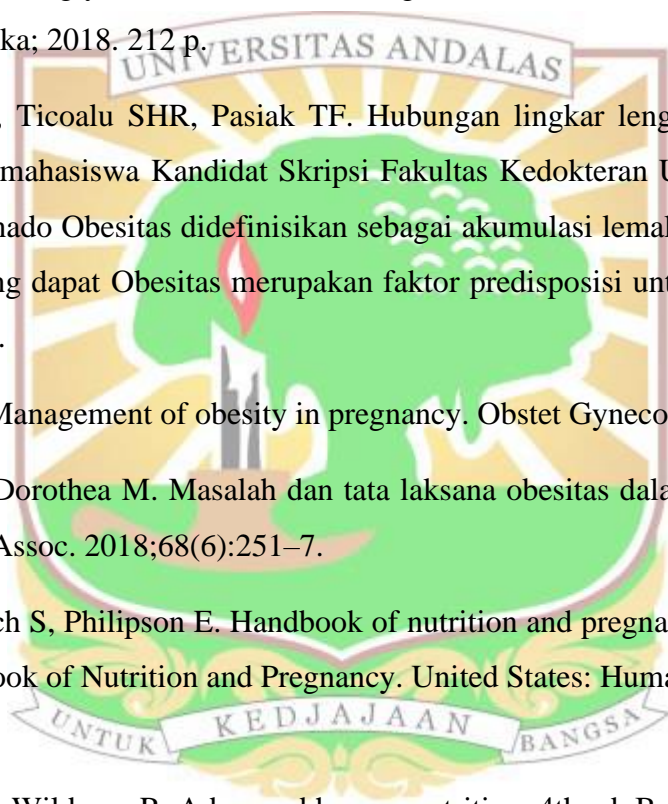 ka; 2018. 212 p.
UNIVERSITAS ANDALAS
, Ticoalu SHR, Pasiak TF. Hubungan lingkar leng
mahasiswa Kandidat Skripsi Fakultas Kedokteran U
nado Obesitas didefinisikan sebagai akumulasi lemal
ng dapat Obesitas merupakan faktor predisposisi unt
.
Management of obesity in pregnancy. Obstet Gyneco
Dorothea M. Masalah dan tata laksana obesitas dala
Assoc. 2018;68(6):251–7.
ch S, Philipson E. Handbook of nutrition and pregna
ook of Nutrition and Pregnancy. United States: Huma
UNTUK KEDJAJAAN BANGSA